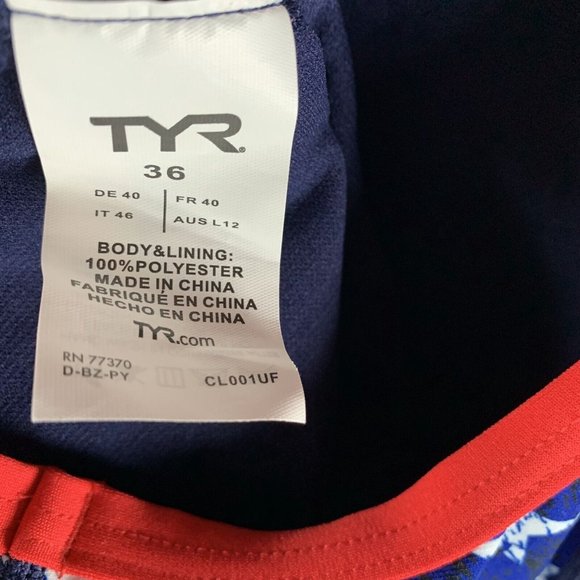 TYR®
36
DE 40 FR 40
IT 46 AUS L12
BODY&LINING:
100%POLYESTER
MADE IN CHINA
FABRIQUÉ EN CHINA
HECHO EN CHINA
TYR.com
RN 77370
D-BZ-PY CL001UF